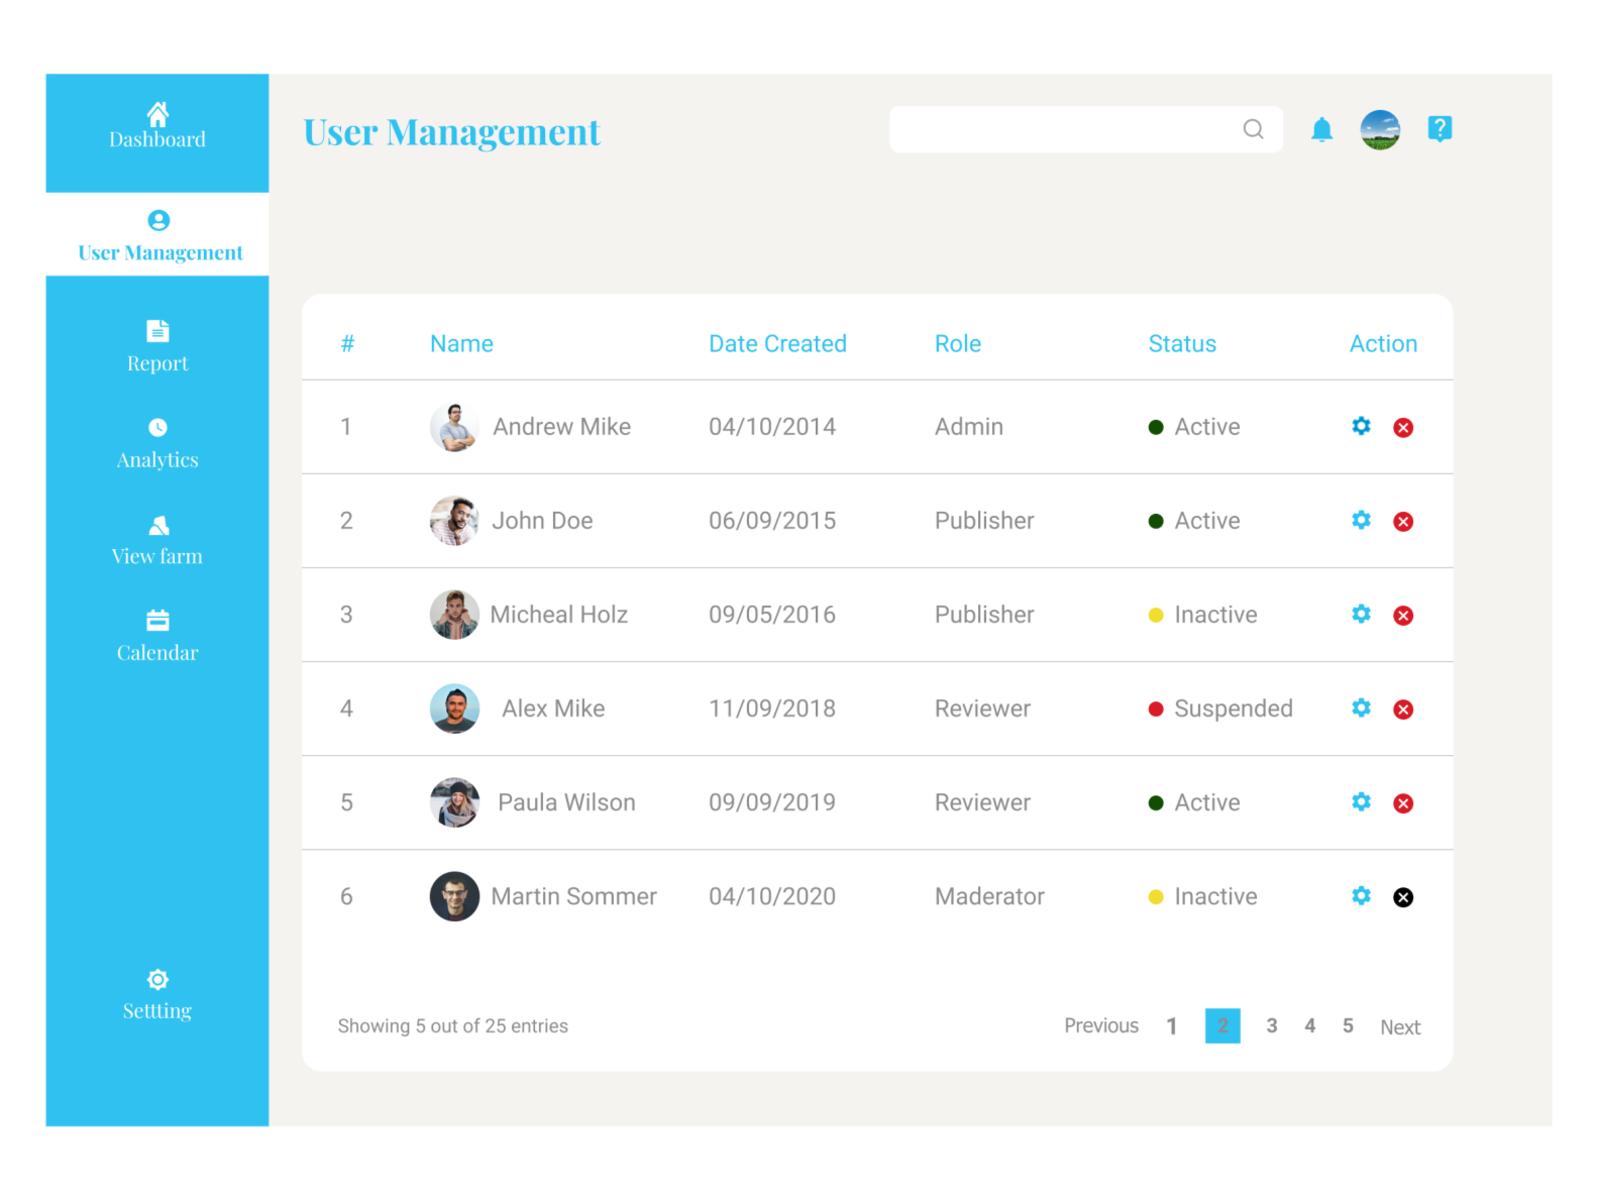 Dashboard
User Management
Report
Analytics
View farm
Calendar
Settting
User Management
# Name Date Created Role Status Action
1 Andrew Mike 04/10/2014 Admin Active
2 John Doe 06/09/2015 Publisher Active
3 Micheal Holz 09/05/2016 Publisher Inactive
4 Alex Mike 11/09/2018 Reviewer Suspended
5 Paula Wilson 09/09/2019 Reviewer Active
6 Martin Sommer 04/10/2020 Maderator Inactive
Showing 5 out of 25 entries Previous 1 2 3 4 5 Next